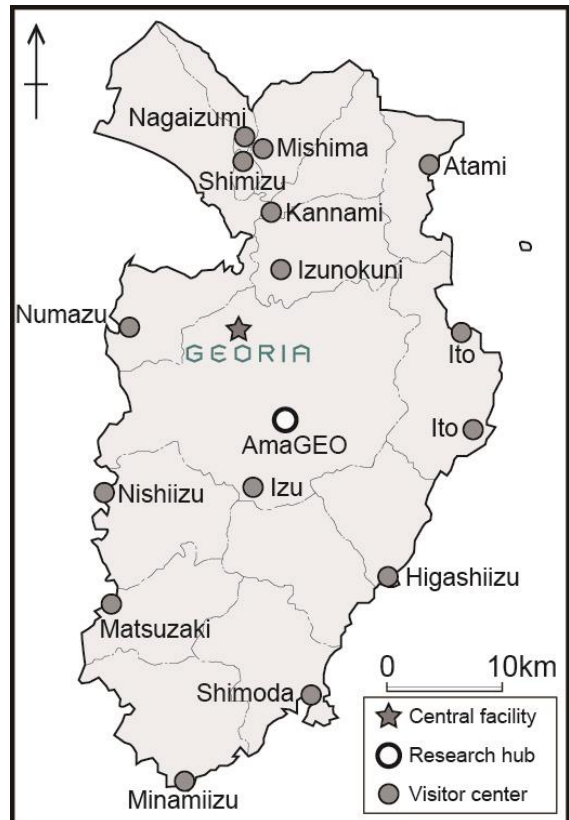 Nagaizumi
Mishima
Shimizu
Atami
Kannami
Izunokuni
Numazu
GEORIA
Ito
Ito
AmaGEO
Nishiizu
Izu
Higashiizu
Matsuzaki
Shimoda
Minamiizu
0 10km
Central facility
Research hub
Visitor center